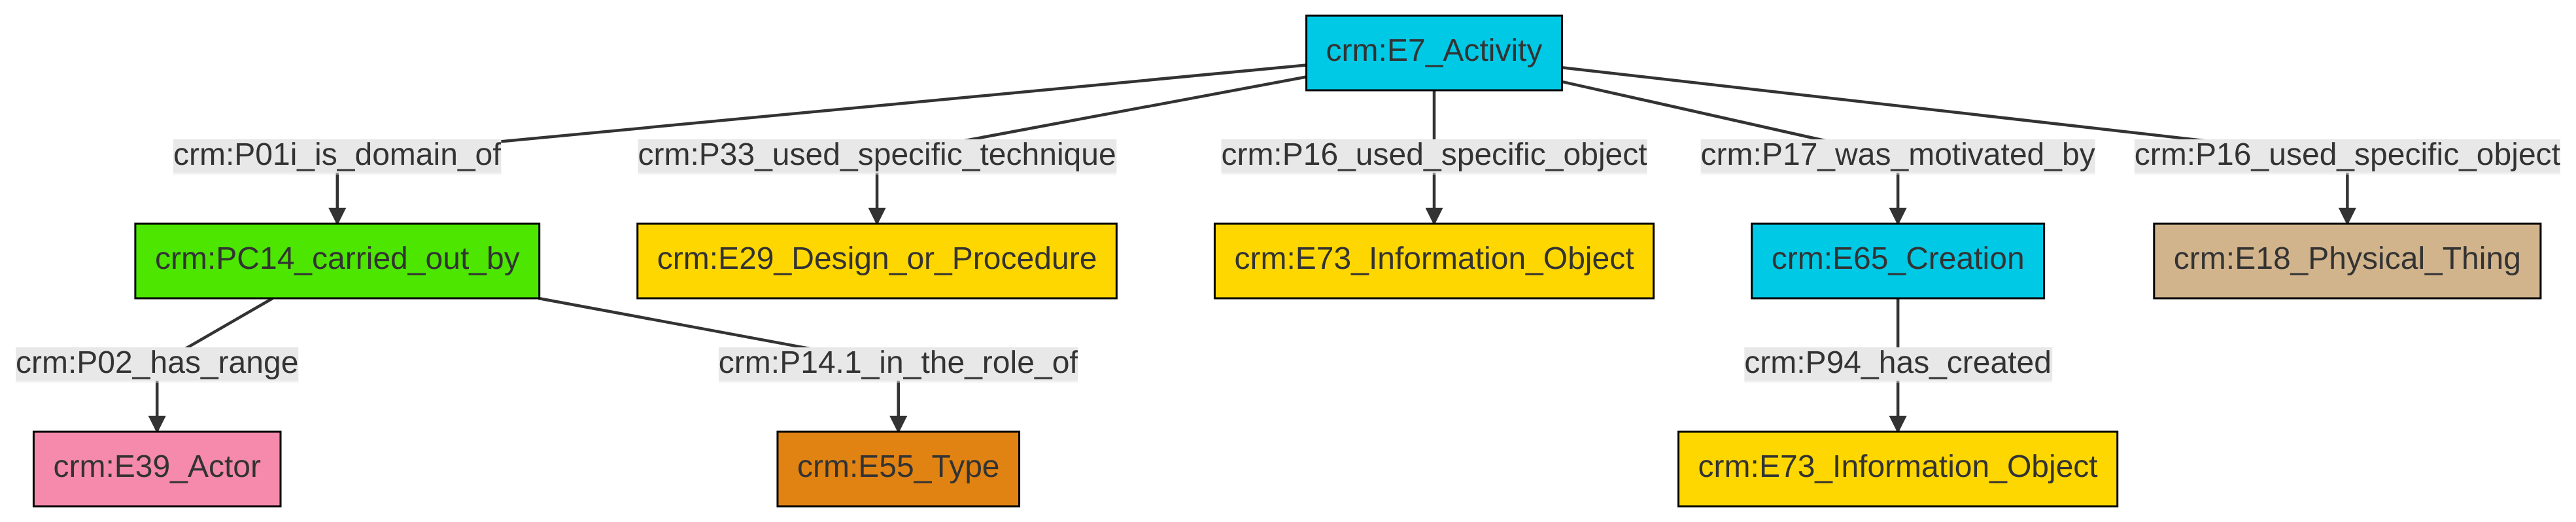 crm:E7_Activity
crm:P01i_is_domain_of
crm:P33_used_specific_technique
crm:P16_used_specific_object
crm:P17_was_motivated_by
crm:P16_used_specific_object
crm:PC14_carried_out_by
crm:E29_Design_or_Procedure
crm:E73_Information_Object
crm:E65_Creation
crm:E18_Physical_Thing
crm:P02_has_range
crm:P14.1_in_the_role_of
crm:P94_has_created
crm:E39_Actor
crm:E55_Type
crm:E73_Information_Object